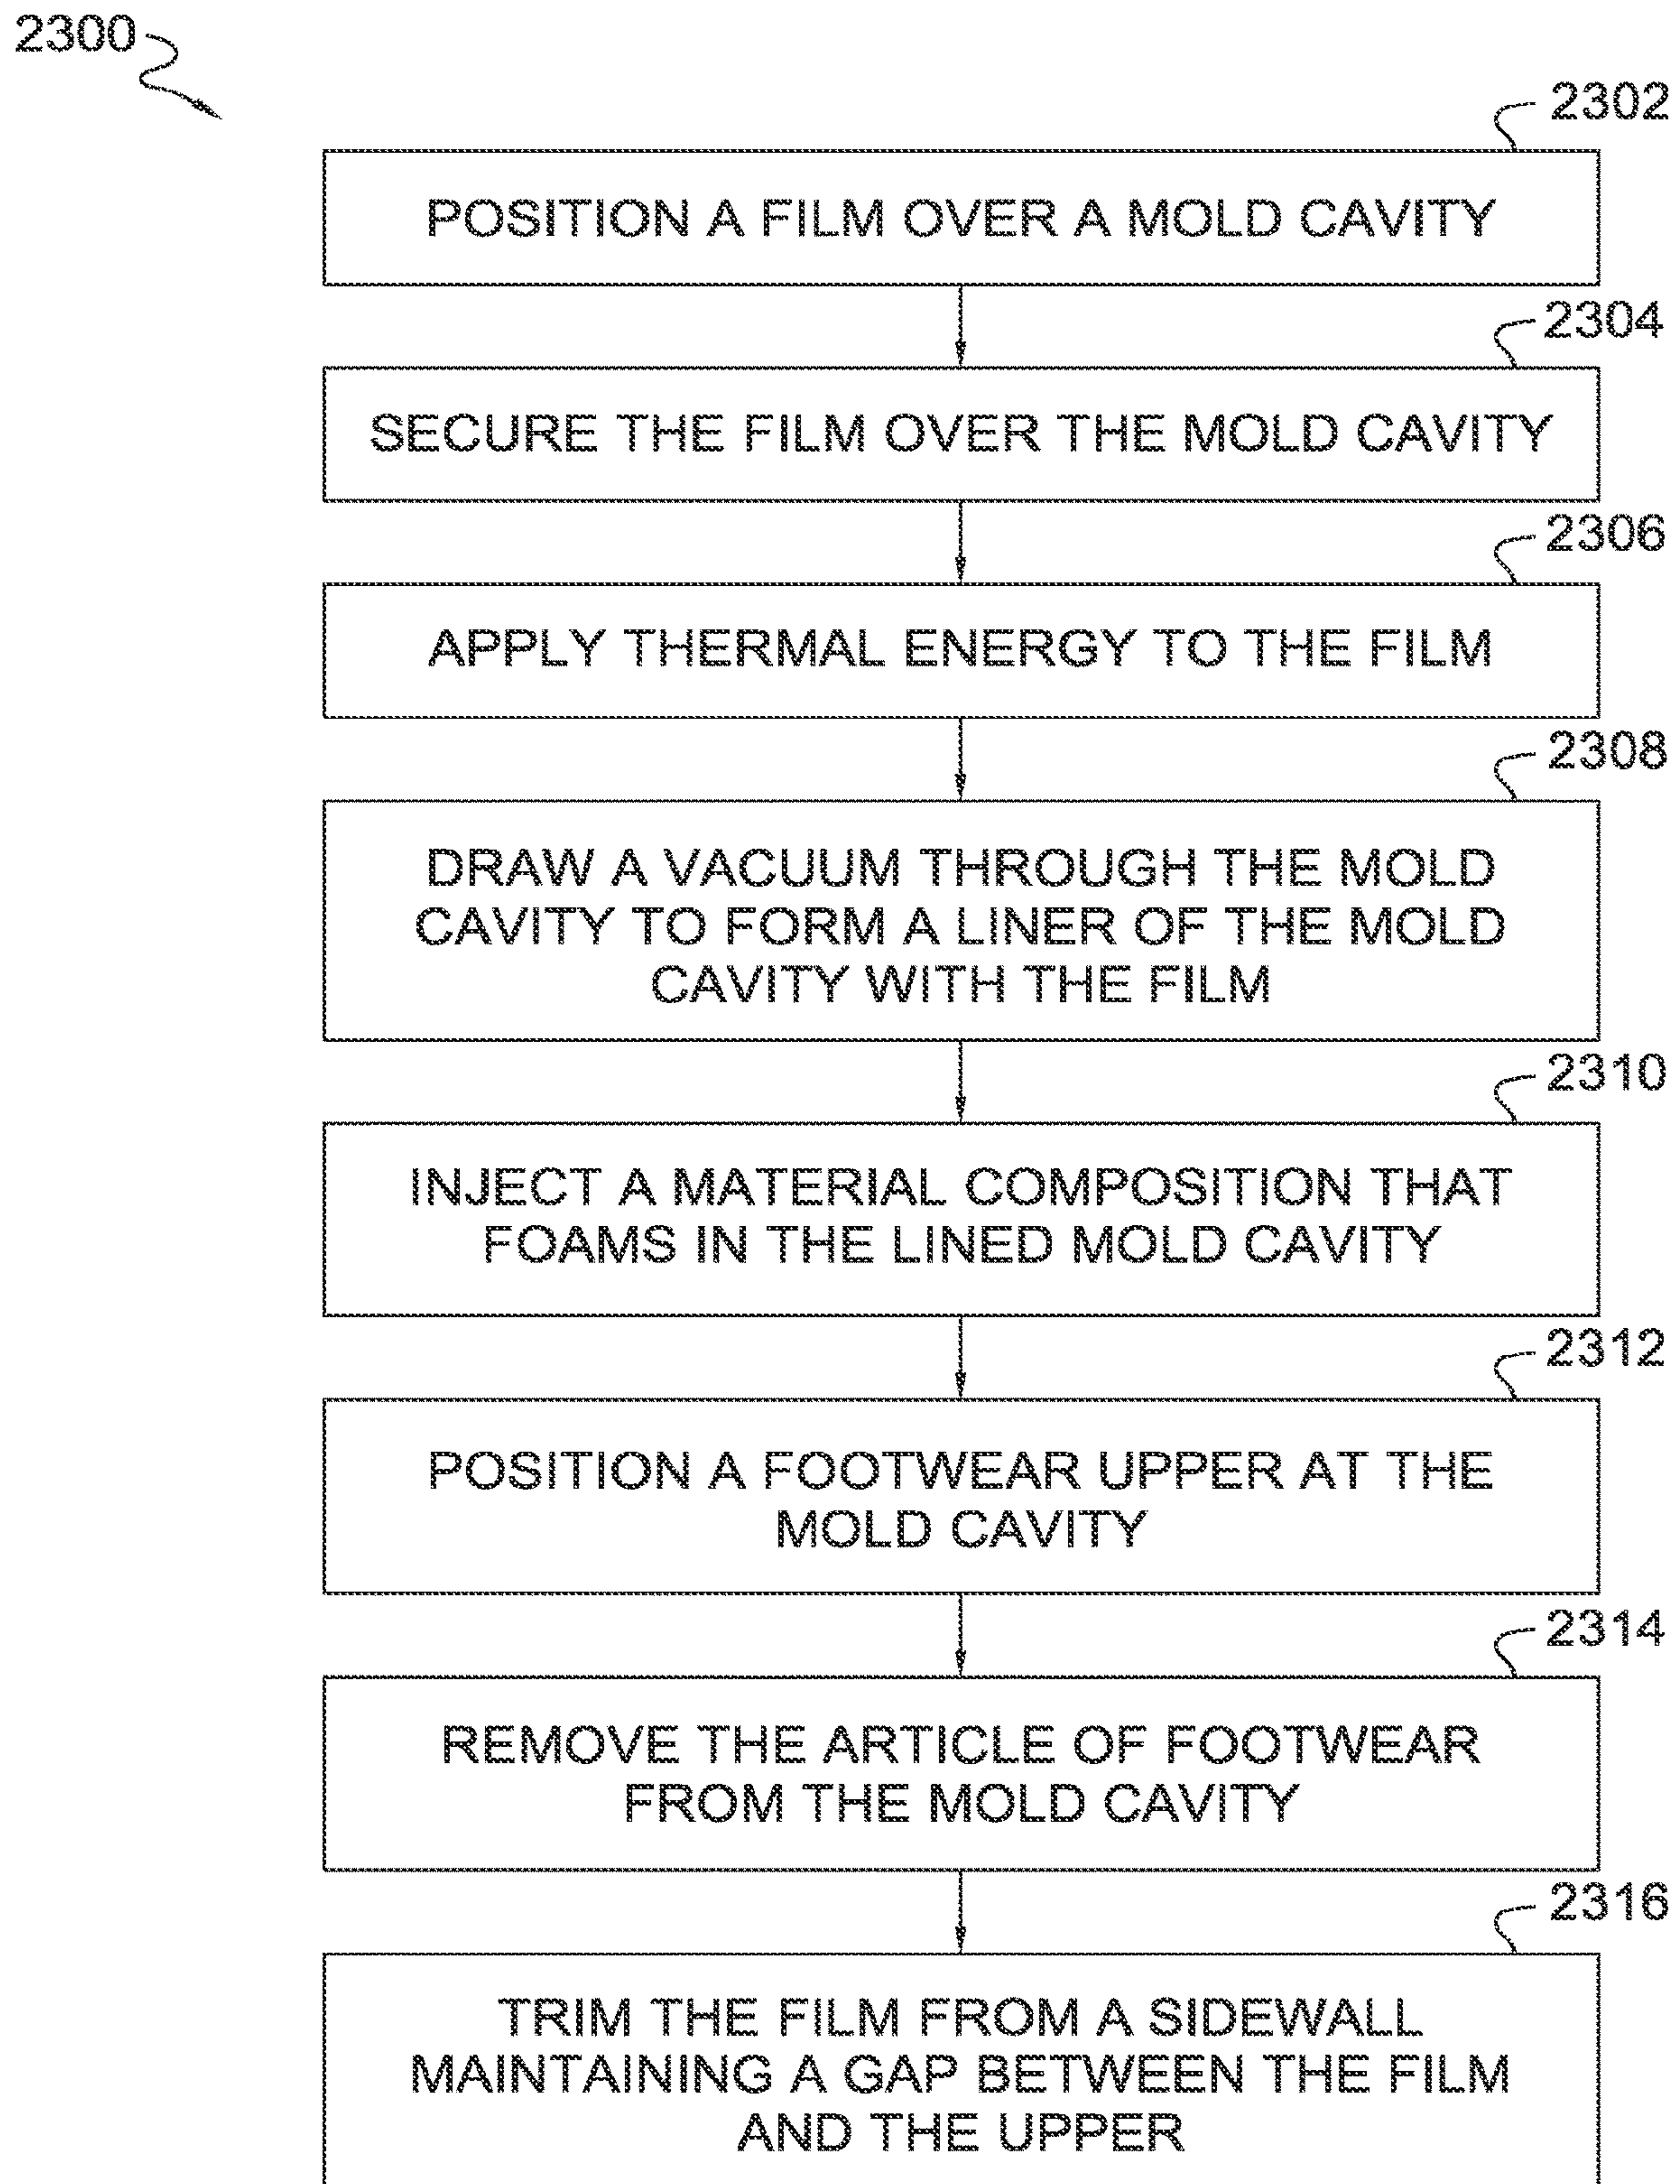 2300
2302
POSITION A FILM OVER A MOLD CAVITY
2304
SECURE THE FILM OVER THE MOLD CAVITY
2306
APPLY THERMAL ENERGY TO THE FILM
2308
DRAW A VACUUM THROUGH THE MOLD
CAVITY TO FORM A LINER OF THE MOLD
CAVITY WITH THE FILM
2310
INJECT A MATERIAL COMPOSITION THAT
FOAMS IN THE LINED MOLD CAVITY
2312
POSITION A FOOTWEAR UPPER AT THE
MOLD CAVITY
2314
REMOVE THE ARTICLE OF FOOTWEAR
FROM THE MOLD CAVITY
2316
TRIM THE FILM FROM A SIDEWALL
MAINTAINING A GAP BETWEEN THE FILM
AND THE UPPER